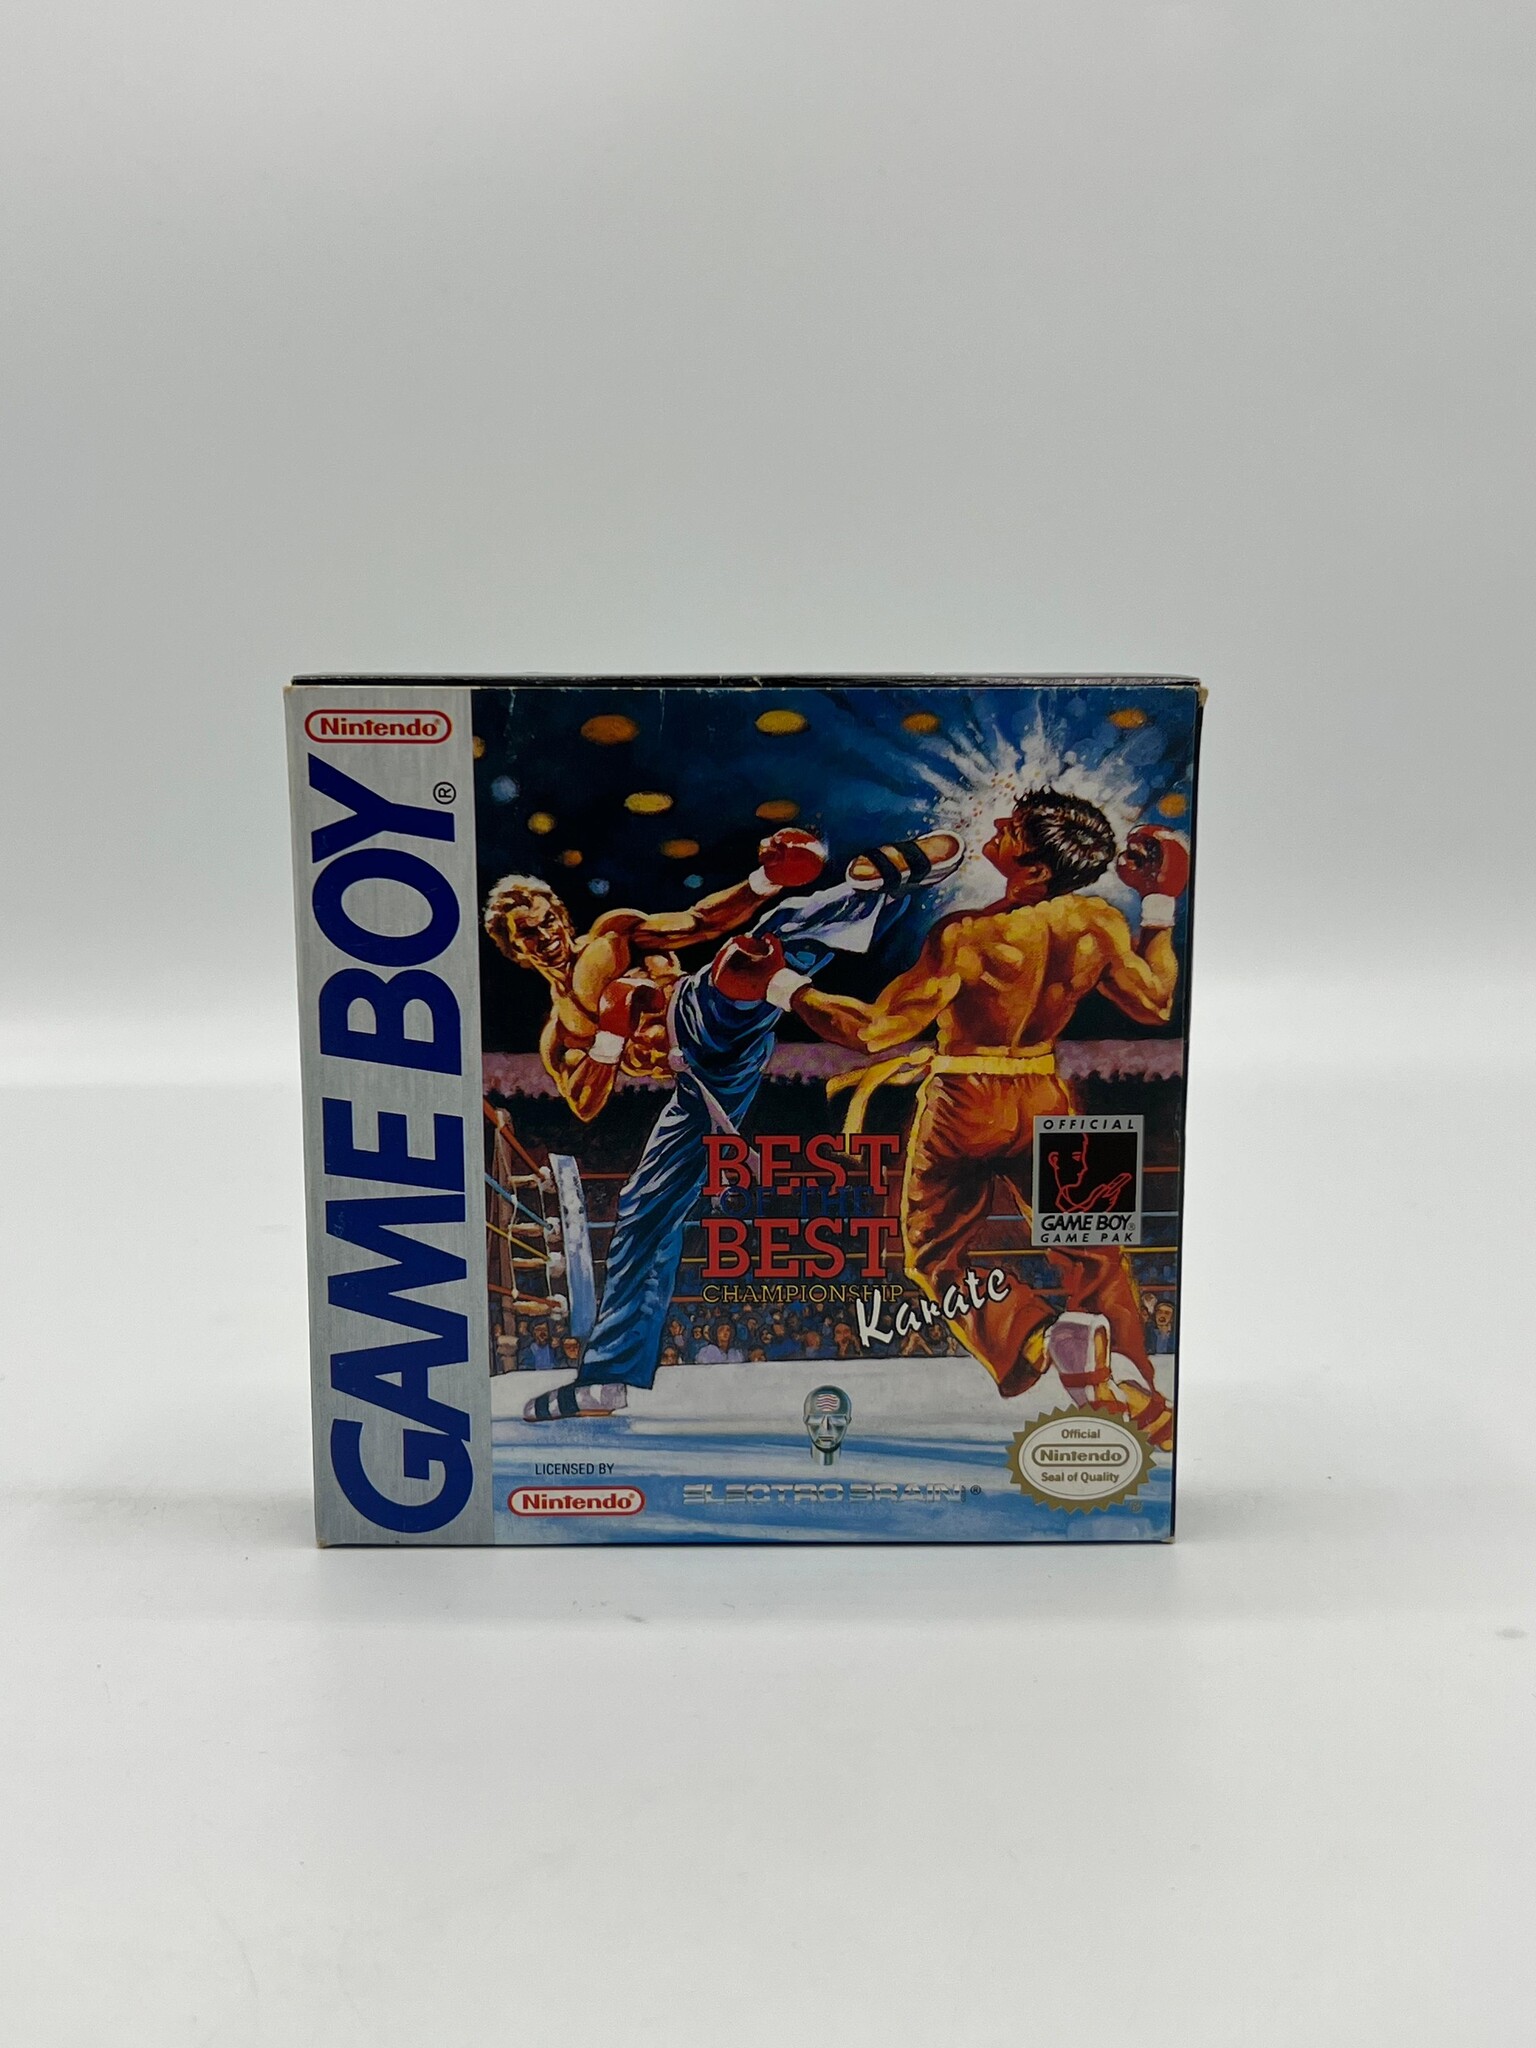 Nintendo®
GAME BOY®
BEST
OF THE
BEST
CHAMPIONSHIP
Karate
OFFICIAL
GAME BOY®
GAME PAK
LICENSED BY
Nintendo®
ELECTRO BRAIN®
Official
Nintendo
Seal of Quality